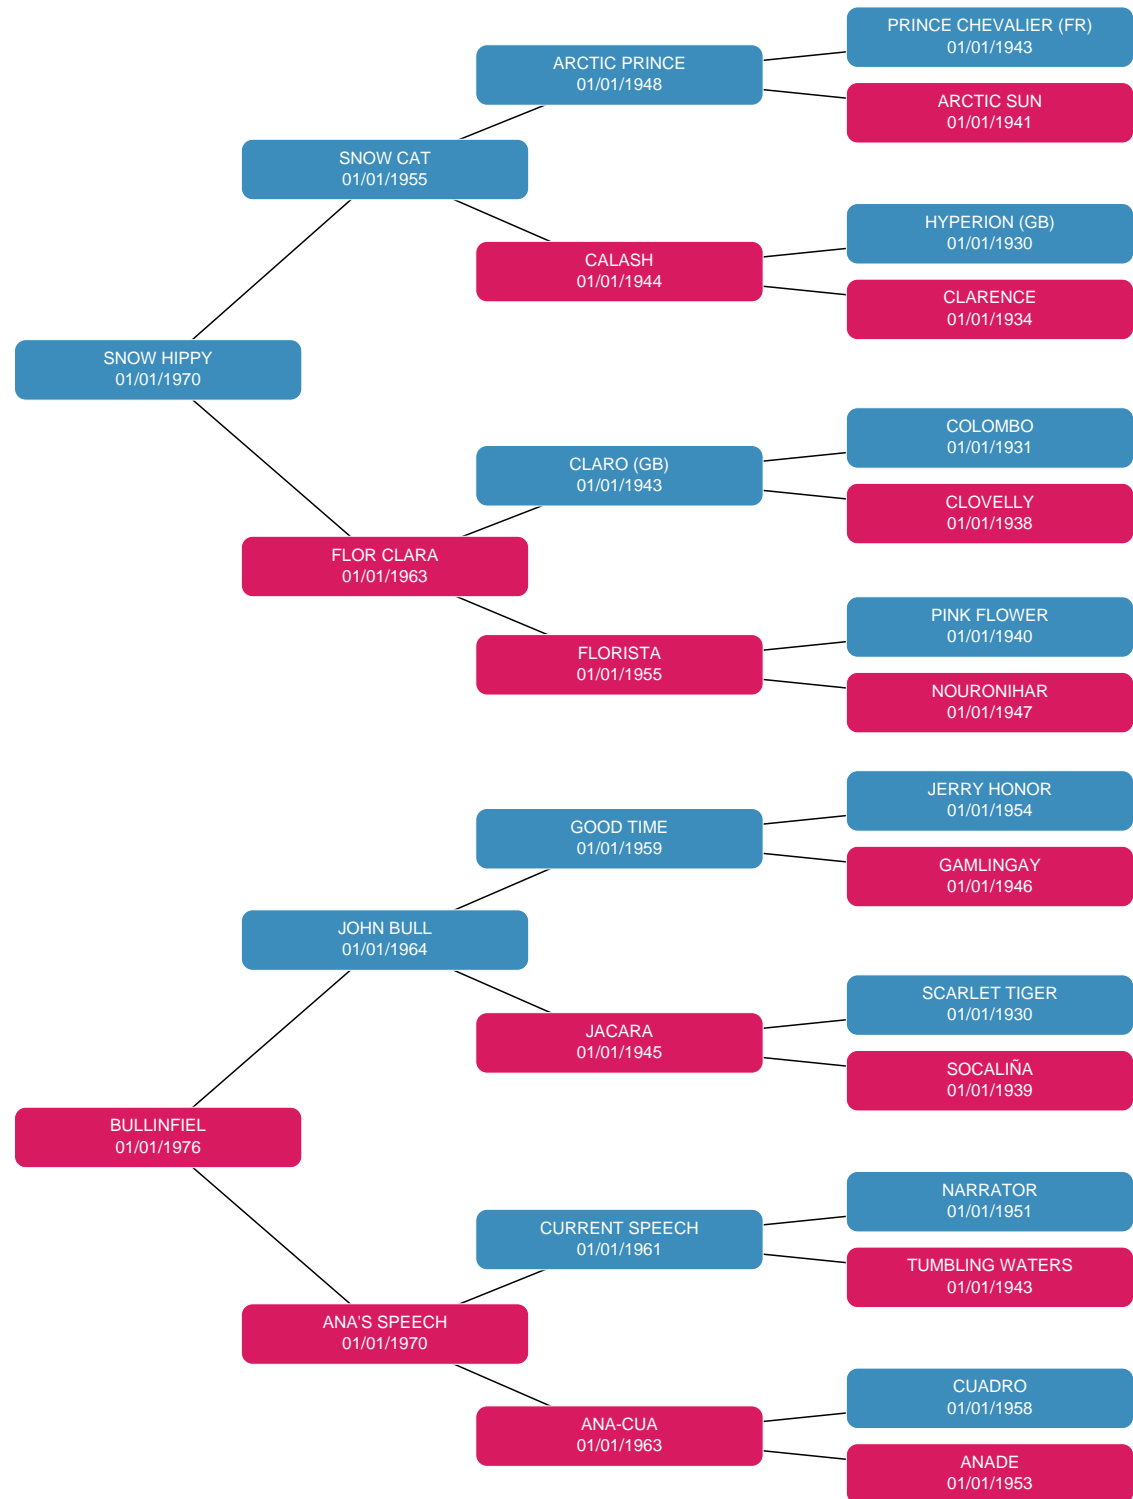 PRINCE CHEVALIER (FR)
01/01/1943
ARCTIC PRINCE
01/01/1948
ARCTIC SUN
01/01/1941
SNOW CAT
01/01/1955
HYPERION (GB)
01/01/1930
CALASH
01/01/1944
CLARENCE
01/01/1934
SNOW HIPPY
01/01/1970
COLOMBO
01/01/1931
CLARO (GB)
01/01/1943
CLOVELLY
01/01/1938
FLOR CLARA
01/01/1963
PINK FLOWER
01/01/1940
FLORISTA
01/01/1955
NOURONIHAR
01/01/1947
JERRY HONOR
01/01/1954
GOOD TIME
01/01/1959
GAMLINGAY
01/01/1946
JOHN BULL
01/01/1964
SCARLET TIGER
01/01/1930
JACARA
01/01/1945
SOCALIÑA
01/01/1939
BULLINFIEL
01/01/1976
NARRATOR
01/01/1951
CURRENT SPEECH
01/01/1961
TUMBLING WATERS
01/01/1943
ANA'S SPEECH
01/01/1970
CUADRO
01/01/1958
ANA-CUA
01/01/1963
ANADE
01/01/1953